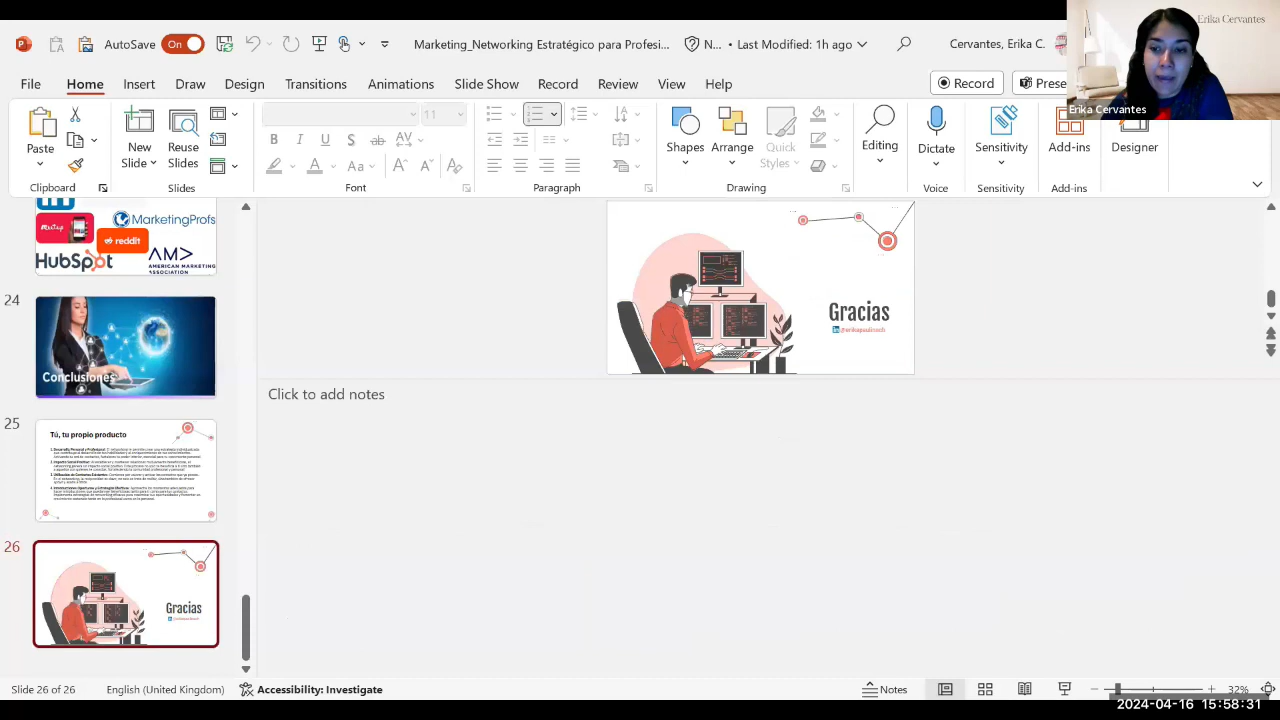 Erika Cervantes
AutoSave On
Marketing_Networking Estratégico para Profesi...
N... • Last Modified: 1h ago
Cervantes, Erika C.
Erika Cervantes
File Home Insert Draw Design Transitions Animations Slide Show Record Review View Help
Record Prese
Paste
New Slide
Reuse Slides
Shapes
Arrange
Quick Styles
Editing
Dictate
Sensitivity
Add-ins
Designer
Clipboard
Slides
Font
Paragraph
Drawing
Voice
Sensitivity
Add-ins
MarketingProfs
reddit
HubSpot
AMERICAN MARKETING
ASSOCIATION
24
Conclusiones
25
Tú, tu propio producto
26
Gracias
Gracias
@erikapaulinach
Click to add notes
Slide 26 of 26
English (United Kingdom)
Accessibility: Investigate
Notes
32%
2024-04-16 15:58:31